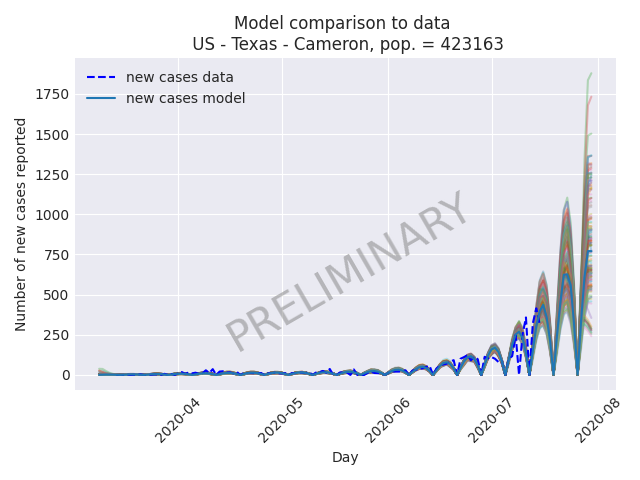 Model comparison to data
US - Texas - Cameron, pop. = 423163
new cases data
new cases model
Number of new cases reported
1750
1500
1250
1000
750
500
250
0
PRELIMINARY
2020-04
2020-05
2020-06
2020-07
2020-08
Day